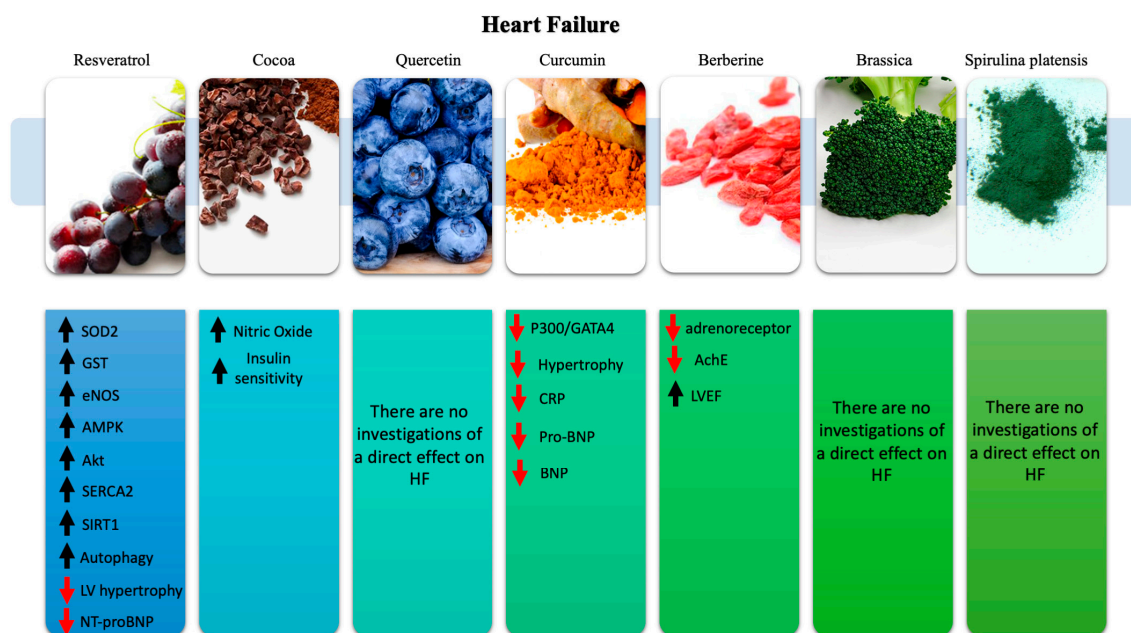 Heart Failure
Resveratrol
Cocoa
Quercetin
Curcumin
Berberine
Brassica
Spirulina platensis
SOD2
GST
eNOS
AMPK
Akt
SERCA2
SIRT1
Autophagy
LV hypertrophy
NT-proBNP
Nitric Oxide
Insulin
sensitivity
There are no
investigations of
a direct effect on
HF
P300/GATA4
Hypertrophy
CRP
Pro-BNP
BNP
adrenoreceptor
AchE
LVEF
There are no
investigations of
a direct effect on
HF
There are no
investigations of
a direct effect on
HF